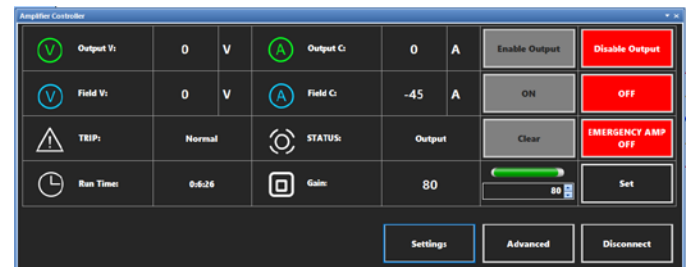 Amplifier Controller
V Output V: 0 V A Output C: 0 A Enable Output Disable Output
V Field V: 0 V A Field C: -45 A ON OFF
TRIP: Normal STATUS: Output Clear EMERGENCY AMP
OFF
Run Time: 0:6:26 Gain: 80 80 Set
Settings Advanced Disconnect